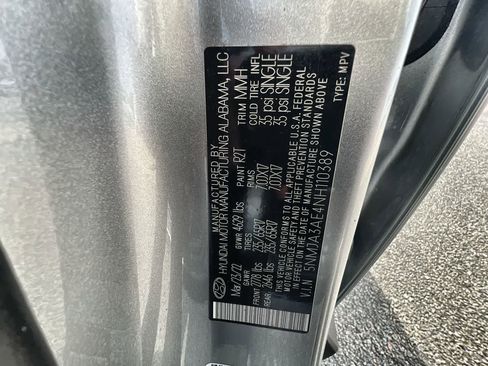 MANUFACTURED BY
HYUNDAI MOTOR MANUFACTURING ALABAMA, LLC
Mar/23/22 GVWR 4629 lbs PAINT R2T TRIM MMH
TIRES RIMS COLD TIRE INFL
FRONT 2778 lbs 235/65R17 7.0JX17 35 psi SINGLE
REAR 2646 lbs 235/65R17 7.0JX17 35 psi SINGLE
THIS VEHICLE CONFORMS TO ALL APPLICABLE U.S.A. FEDERAL
MOTOR VEHICLE SAFETY AND THEFT PREVENTION STANDARDS
IN EFFECT ON THE DATE OF MANUFACTURE SHOWN ABOVE
V.I.N : 5NMJA3AE4NH110389
TYPE: MPV